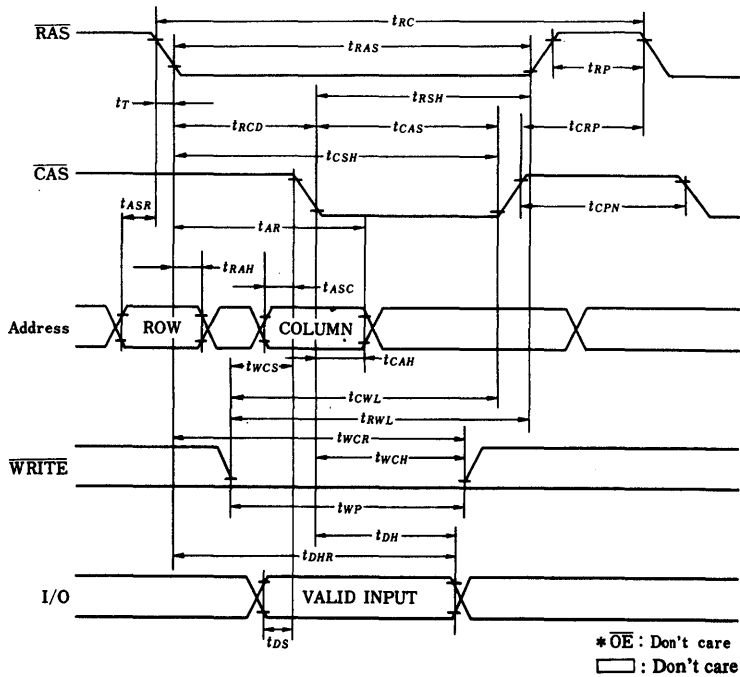 tRC
RAS
tRAS
tRP
tT
tRSH
tRCD
tCAS
tCRP
tCSH
CAS
tASR
tCPN
tAR
tRAH
tASC
Address
ROW
COLUMN
tCAH
tWCS
tCWL
tRWL
tWCR
WRITE
tWCH
tWP
tDH
tDHR
I/O
VALID INPUT
tDS
* OE : Don't care
: Don't care